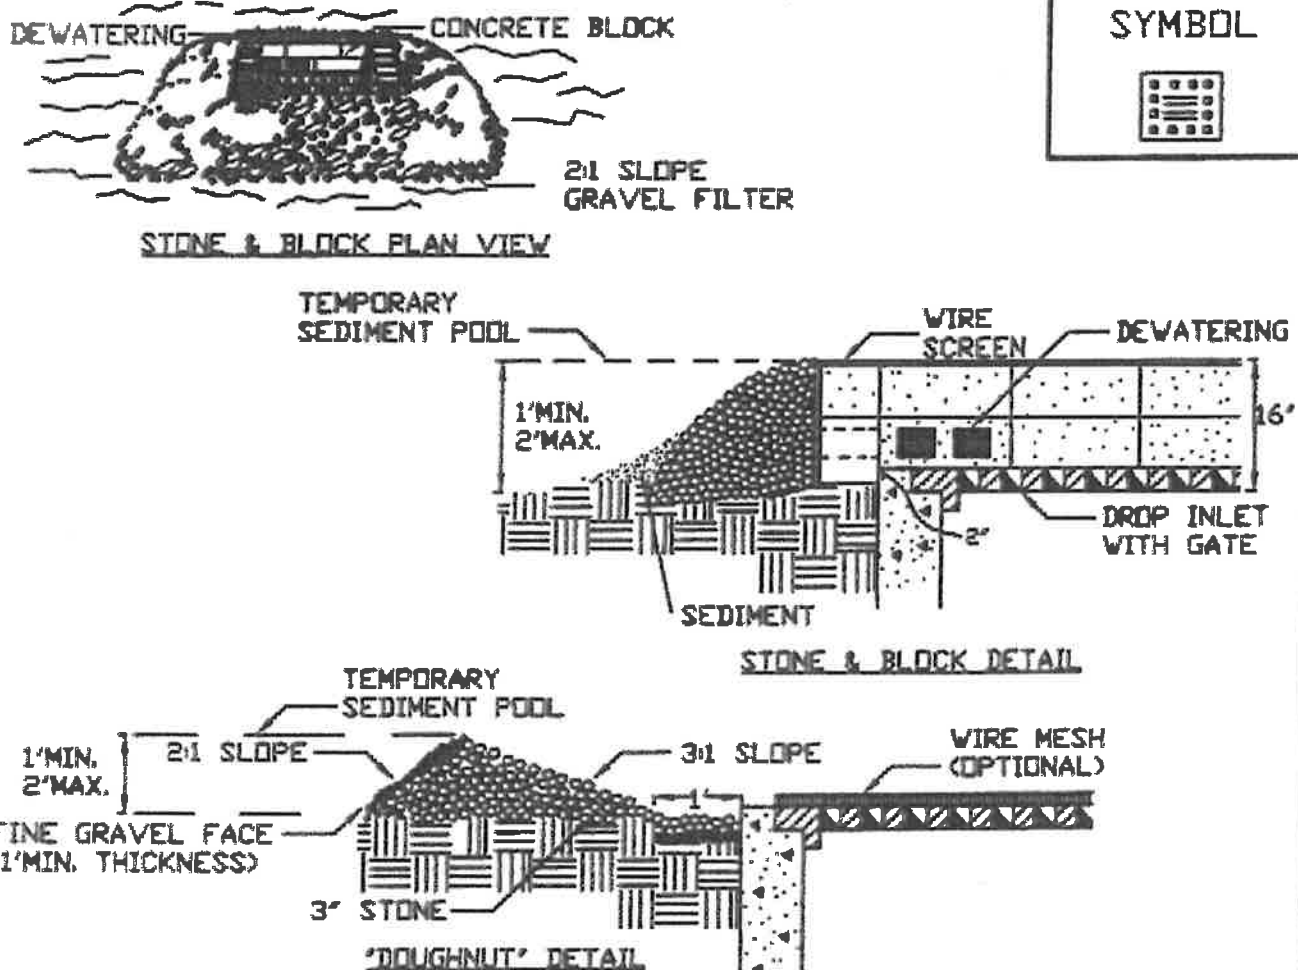 DEWATERING
CONCRETE BLOCK
SYMBOL
2:1 SLOPE
GRAVEL FILTER
STONE & BLOCK PLAN VIEW
TEMPORARY
SEDIMENT POOL
WIRE
SCREEN
DEWATERING
1'MIN.
2'MAX.
16"
DROP INLET
WITH GATE
2"
SEDIMENT
STONE & BLOCK DETAIL
TEMPORARY
SEDIMENT POOL
1'MIN.
2'MAX.
2:1 SLOPE
3:1 SLOPE
WIRE MESH
(OPTIONAL)
1'
FINE GRAVEL FACE
1'MIN. THICKNESS)
3" STONE
"DOUGHNUT" DETAIL